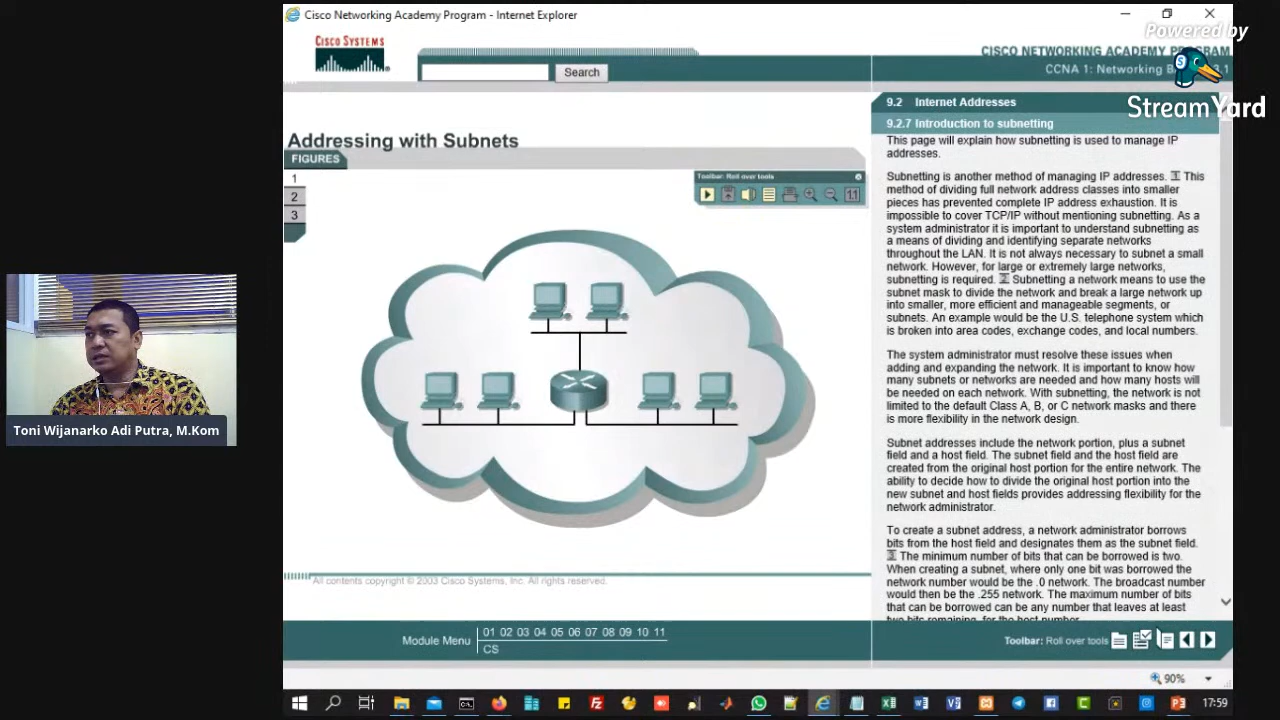 Cisco Networking Academy Program - Internet Explorer
Powered by
StreamYard
CISCO SYSTEMS
Search
CISCO NETWORKING ACADEMY PROGRAM
CCNA 1: Networking
Addressing with Subnets
FIGURES
1
2
3
Toolbar: Roll over tools
1:1
9.2 Internet Addresses
9.2.7 Introduction to subnetting
This page will explain how subnetting is used to manage IP
addresses.
Subnetting is another method of managing IP addresses. 1 This
method of dividing full network address classes into smaller
pieces has prevented complete IP address exhaustion. It is
impossible to cover TCP/IP without mentioning subnetting. As a
system administrator it is important to understand subnetting as
a means of dividing and identifying separate networks
throughout the LAN. It is not always necessary to subnet a small
network. However, for large or extremely large networks,
subnetting is required. 2 Subnetting a network means to use the
subnet mask to divide the network and break a large network up
into smaller, more efficient and manageable segments, or
subnets. An example would be the U.S. telephone system which
is broken into area codes, exchange codes, and local numbers.
The system administrator must resolve these issues when
adding and expanding the network. It is important to know how
many subnets or networks are needed and how many hosts will
be needed on each network. With subnetting, the network is not
limited to the default Class A, B, or C network masks and there
is more flexibility in the network design.
Subnet addresses include the network portion, plus a subnet
field and a host field. The subnet field and the host field are
created from the original host portion for the entire network. The
ability to decide how to divide the original host portion into the
new subnet and host fields provides addressing flexibility for the
network administrator.
To create a subnet address, a network administrator borrows
bits from the host field and designates them as the subnet field.
3 The minimum number of bits that can be borrowed is two.
When creating a subnet, where only one bit was borrowed the
network number would be the .0 network. The broadcast number
would then be the .255 network. The maximum number of bits
that can be borrowed can be any number that leaves at least
two bits remaining, for the host number.
Toni Wijanarko Adi Putra, M.Kom
All contents copyright © 2003 Cisco Systems, Inc. All rights reserved.
Module Menu
01 02 03 04 05 06 07 08 09 10 11
CS
Toolbar: Roll over tools
90%
17:59